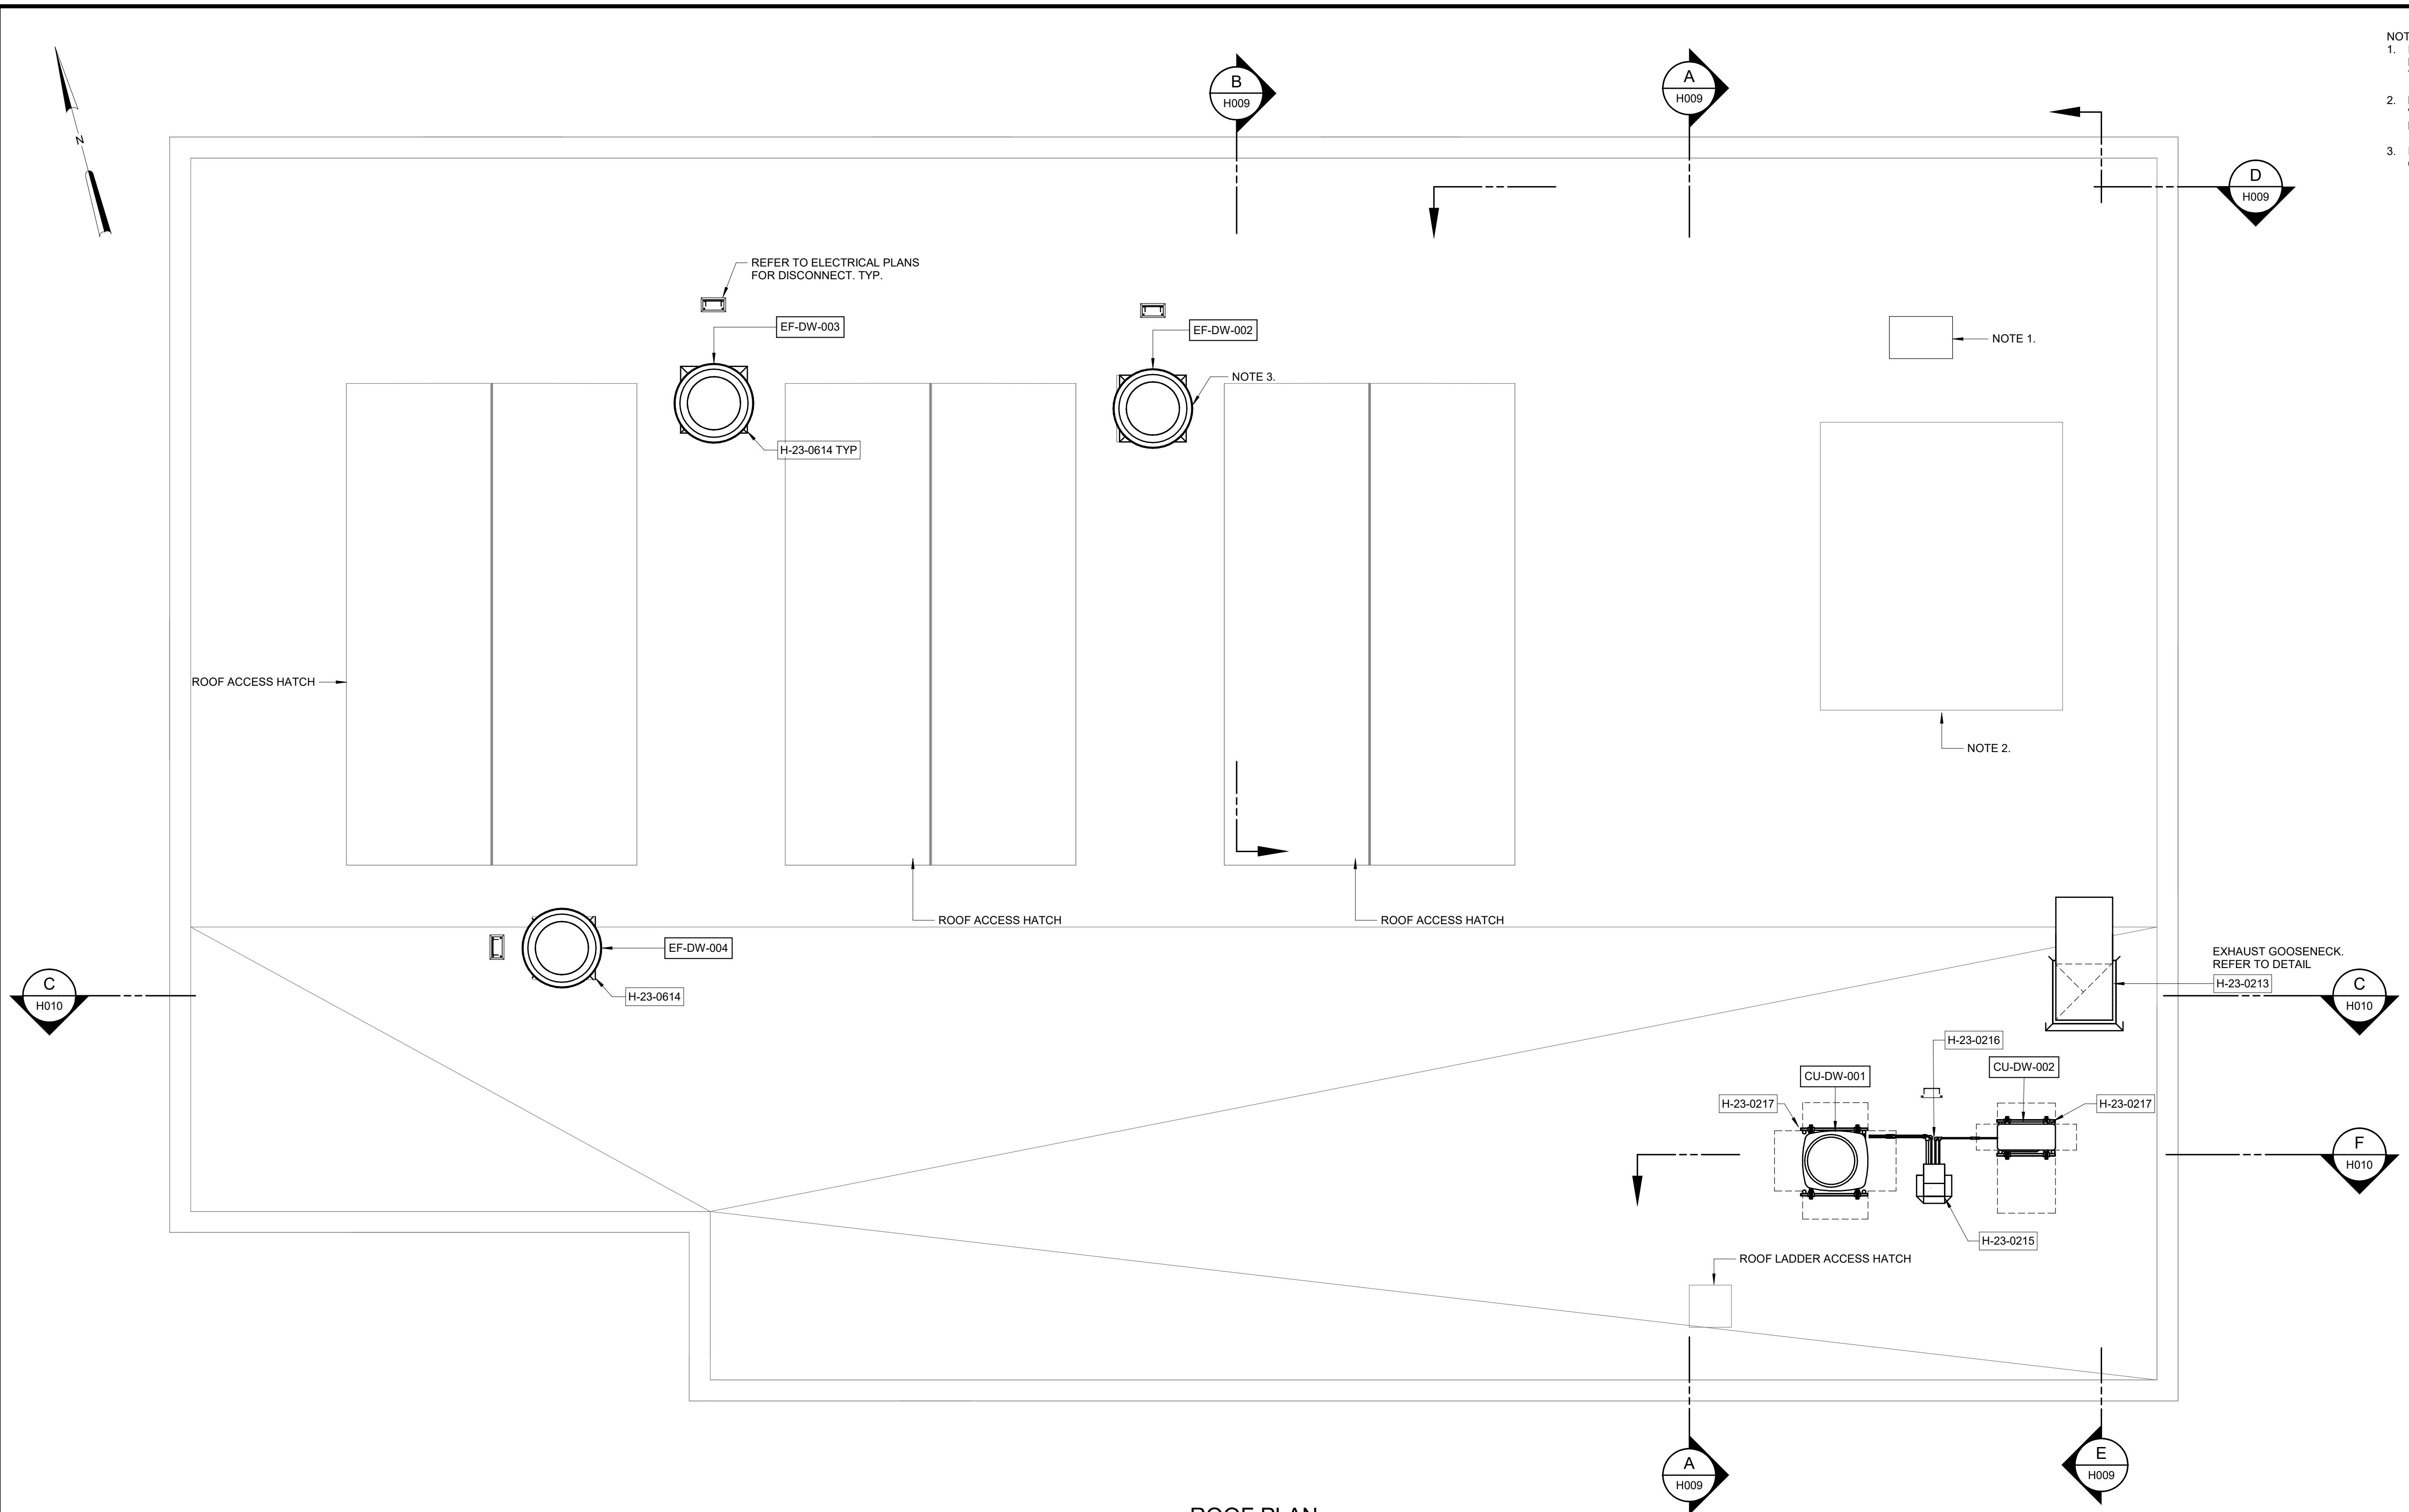 NOT
1.
2.
3.
B
H009
A
H009
D
H009
N
REFER TO ELECTRICAL PLANS
FOR DISCONNECT. TYP.
EF-DW-003
EF-DW-002
NOTE 1.
NOTE 3.
H-23-0614 TYP
ROOF ACCESS HATCH
NOTE 2.
ROOF ACCESS HATCH
ROOF ACCESS HATCH
EF-DW-004
H-23-0614
EXHAUST GOOSENECK.
REFER TO DETAIL
H-23-0213
C
H010
C
H010
H-23-0216
CU-DW-001
CU-DW-002
H-23-0217
H-23-0217
F
H010
H-23-0215
ROOF LADDER ACCESS HATCH
A
H009
E
H009
ROOF PLAN